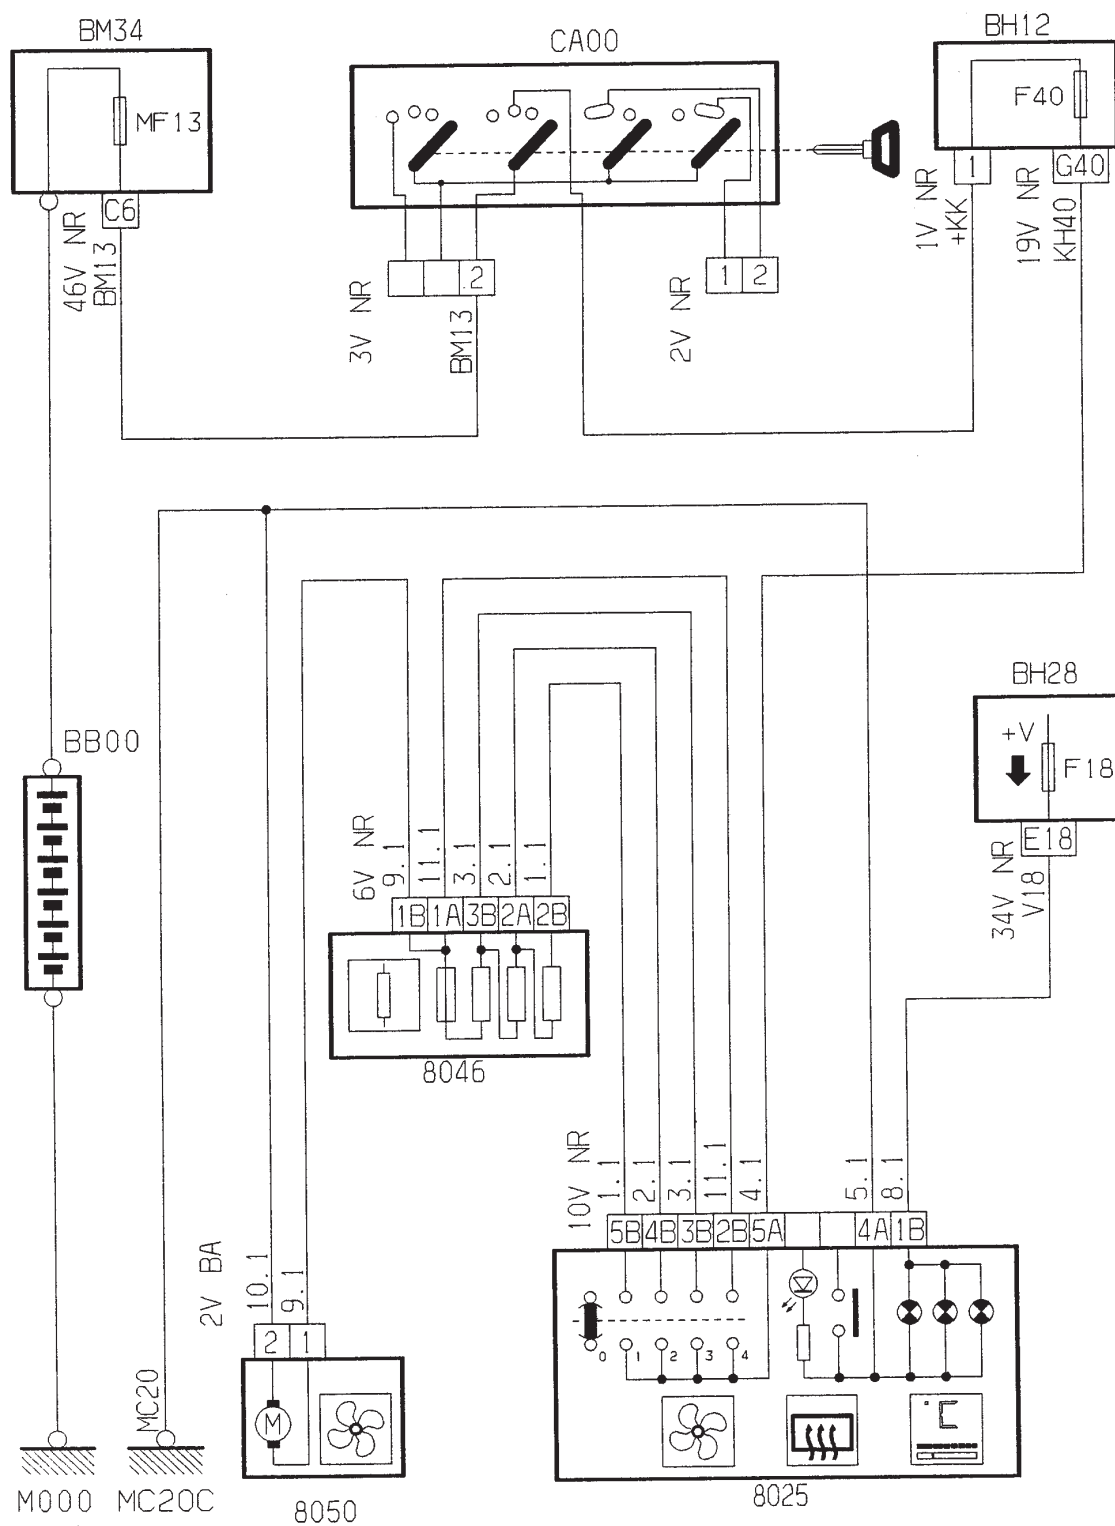 BM34
CA00
BH12
MF13
F40
C6
1
G40
46V NR
BM13
1V NR
+KK
19V NR
KH40
2
1 2
3V NR
BM13
2V NR
BH28
BB00
+V
F18
E18
34V NR
V18
6V NR
9.1
11.1
3.1
2.1
1.1
1B 1A 3B 2A 2B
8046
10V NR
1.1
2.1
3.1
11.1
4.1
5.1
8.1
5B 4B 3B 2B 5A 4A 1B
2V BA
10.1
9.1
2 1
0 1 2 3 4
MC20
M
°C
M000
MC20C
8050
8025